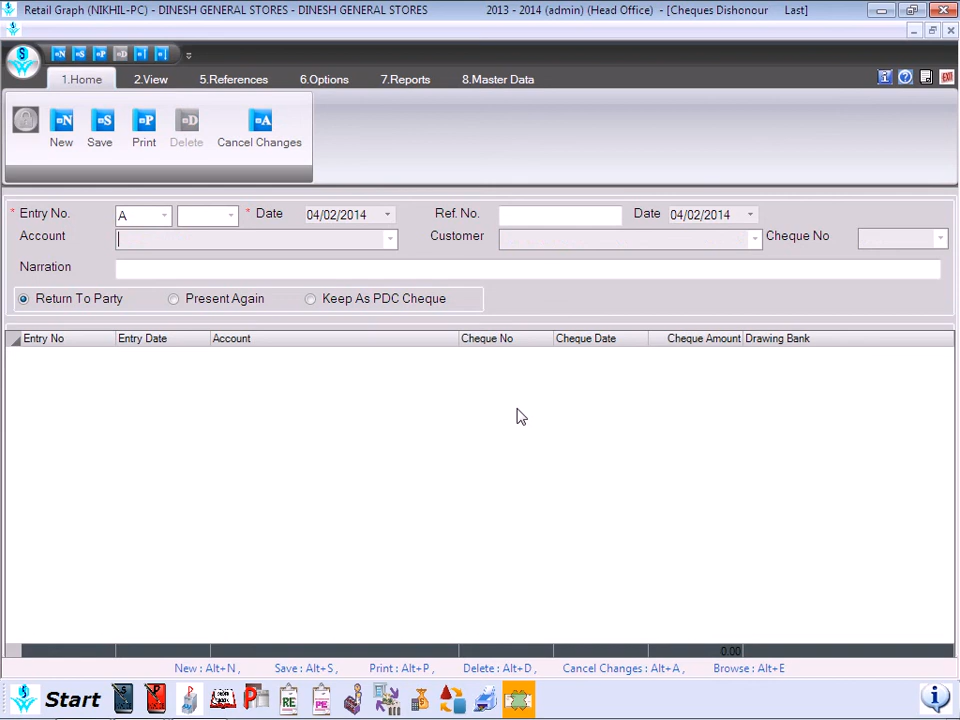 Retail Graph (NIKHIL-PC) - DINESH GENERAL STORES - DINESH GENERAL STORES 2013 - 2014 (admin) (Head Office) - [Cheques Dishonour Last]
1.Home 2.View 5.References 6.Options 7.Reports 8.Master Data
New Save Print Delete Cancel Changes
* Entry No. A * Date 04/02/2014 Ref. No. Date 04/02/2014
Account Customer Cheque No
Narration
Return To Party Present Again Keep As PDC Cheque
Entry No Entry Date Account Cheque No Cheque Date Cheque Amount Drawing Bank
0.00
New : Alt+N , Save : Alt+S , Print : Alt+P , Delete : Alt+D , Cancel Changes : Alt+A , Browse : Alt+E
Start